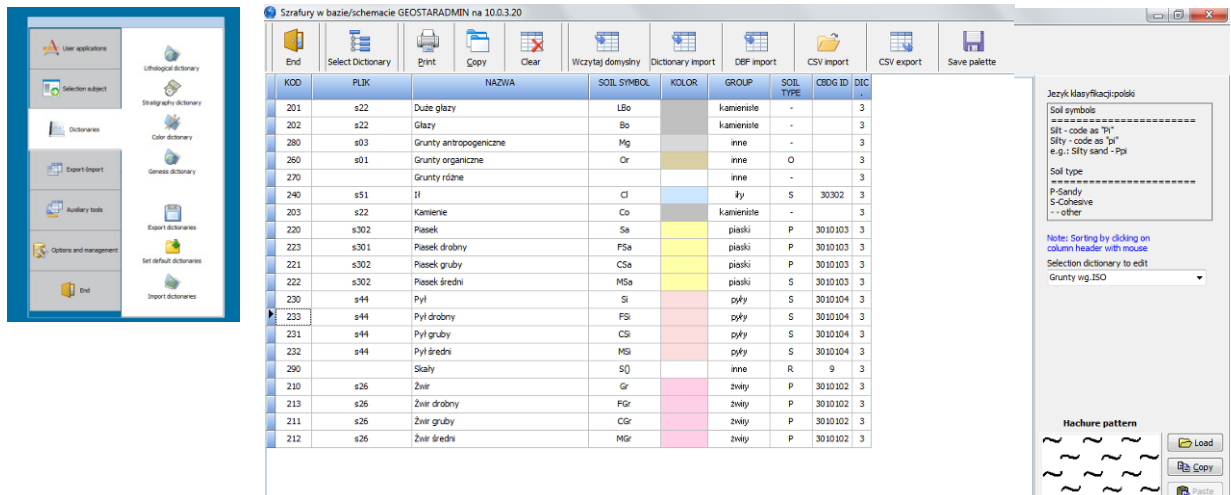 User applications
Selection subject
Dictionaries
Export-Import
Auxiliary tools
Options and management
End
Lithological dictionary
Stratigraphy dictionary
Color dictionary
Genesis dictionary
Export dictionaries
Set default dictionaries
Import dictionaries
Szrafury w bazie/schemacie GEOSTARADMIN na 10.0.3.20
End Select Dictionary Print Copy Clear Wczytaj domyslny Dictionary import DBF import CSV import CSV export Save palette
KOD PLIK NAZWA SOIL SYMBOL KOLOR GROUP SOIL TYPE CBDG ID DIC.
201 s22 Duże głazy LBo kamieniste - 3
202 s22 Głazy Bo kamieniste - 3
280 s03 Grunty antropogeniczne Mg inne - 3
260 s01 Grunty organiczne Or inne O 3
270 Grunty różne inne - 3
240 s51 Ił Cl iły S 30302 3
203 s22 Kamienie Co kamieniste - 3
220 s302 Piasek Sa piaski P 3010103 3
223 s301 Piasek drobny FSa piaski P 3010103 3
221 s302 Piasek gruby CSa piaski P 3010103 3
222 s302 Piasek średni MSa piaski S 3010103 3
230 s44 Pył Si pyły S 3010104 3
233 s44 Pył drobny FSi pyły S 3010104 3
231 s44 Pył gruby CSi pyły S 3010104 3
232 s44 Pył średni MSi pyły S 3010104 3
290 Skały S() inne R 9 3
210 s26 Żwir Gr żwiry P 3010102 3
213 s26 Żwir drobny FGr żwiry P 3010102 3
211 s26 Żwir gruby CGr żwiry P 3010102 3
212 s26 Żwir średni MGr żwiry P 3010102 3
Jezyk klasyfikacji:polski
Soil symbols
========================
Silt - code as "Pi"
Silty - code as "pi"
e.g.: Silty sand - Ppi
Soil type
========================
P-Sandy
S-Cohesive
- - other
Note: Sorting by clicking on
column header with mouse
Selection dictionary to edit
Grunty wg.ISO
Hachure pattern
Load
Copy
Paste